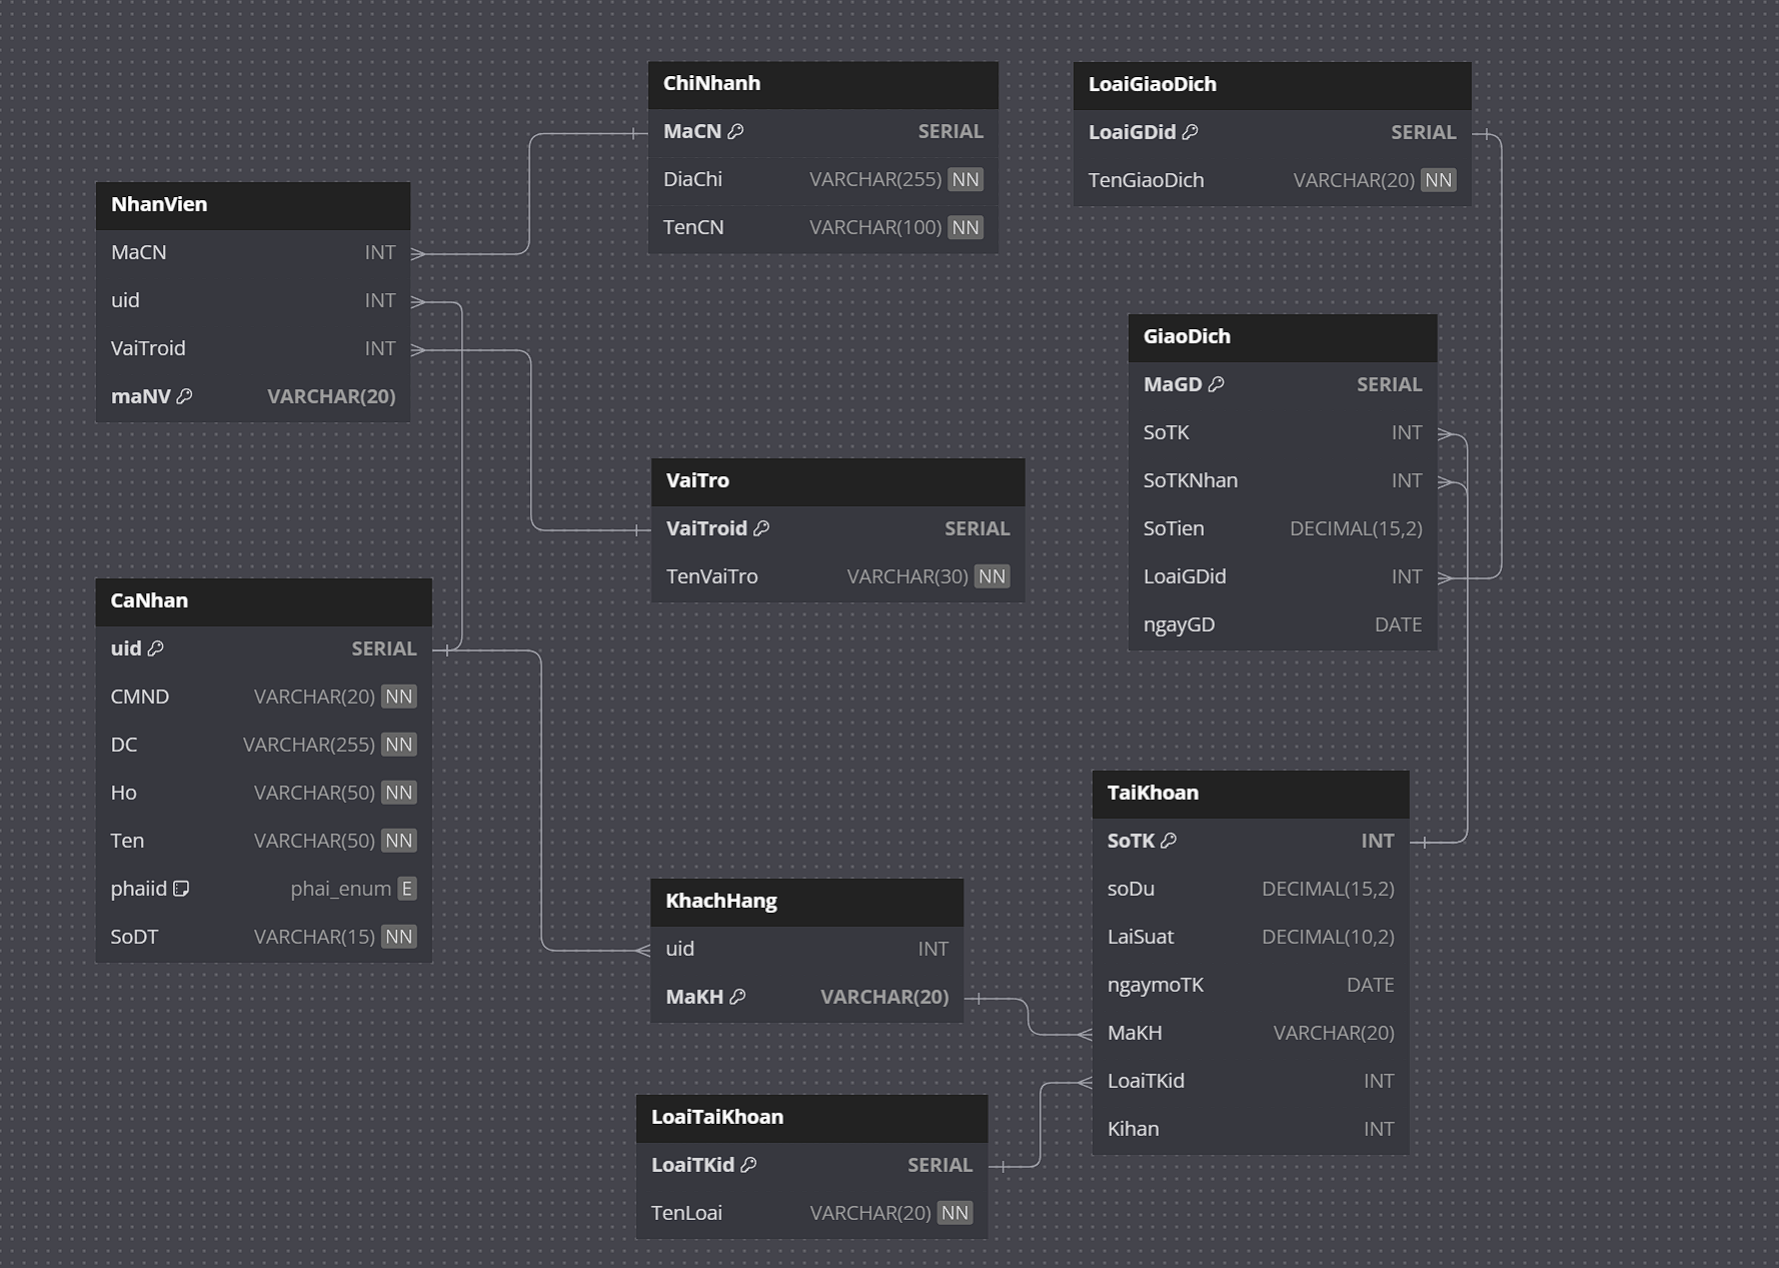 ChiNhanh
MaCN SERIAL
DiaChi VARCHAR(255) NN
TenCN VARCHAR(100) NN
LoaiGiaoDich
LoaiGDid SERIAL
TenGiaoDich VARCHAR(20) NN
NhanVien
MaCN INT
uid INT
VaiTroid INT
maNV VARCHAR(20)
GiaoDich
MaGD SERIAL
SoTK INT
SoTKNhan INT
SoTien DECIMAL(15,2)
LoaiGDid INT
ngayGD DATE
VaiTro
VaiTroid SERIAL
TenVaiTro VARCHAR(30) NN
CaNhan
uid SERIAL
CMND VARCHAR(20) NN
DC VARCHAR(255) NN
Ho VARCHAR(50) NN
Ten VARCHAR(50) NN
phaiid phai_enum E
SoDT VARCHAR(15) NN
TaiKhoan
SoTK INT
soDu DECIMAL(15,2)
LaiSuat DECIMAL(10,2)
ngaymoTK DATE
MaKH VARCHAR(20)
LoaiTKid INT
Kihan INT
KhachHang
uid INT
MaKH VARCHAR(20)
LoaiTaiKhoan
LoaiTKid SERIAL
TenLoai VARCHAR(20) NN